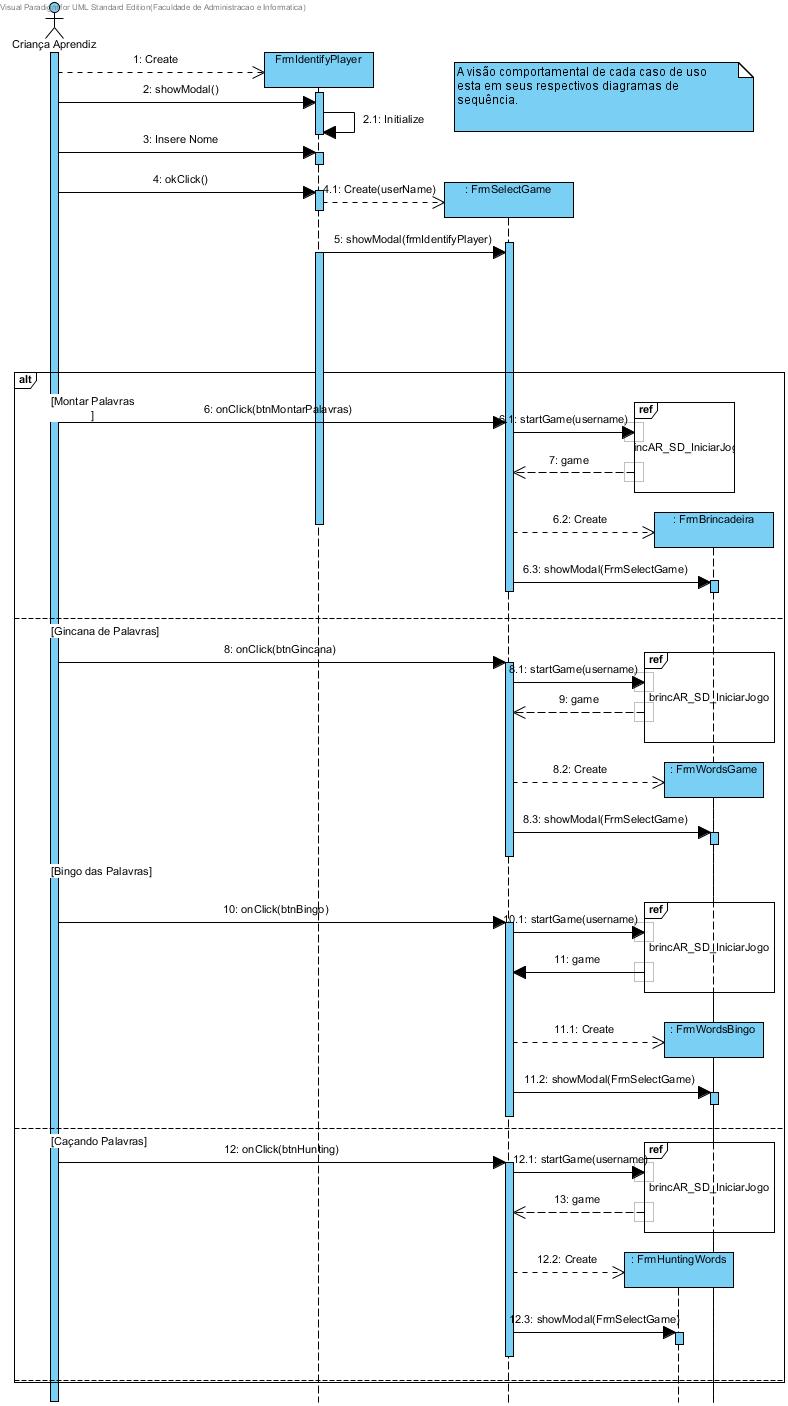 Visual Paradigm for UML Standard Edition(Faculdade de Administracao e Informatica)
Criança Aprendiz
1: Create
FrmIdentifyPlayer
2: showModal()
2.1: Initialize
A visão comportamental de cada caso de uso
esta em seus respectivos diagramas de
sequência.
3: Insere Nome
4: okClick()
4.1: Create(userName)
: FrmSelectGame
5: showModal(frmIdentifyPlayer)
alt
[Montar Palavras
]
6: onClick(btnMontarPalavras)
6.1: startGame(username)
ref
incAR_SD_IniciarJog
7: game
6.2: Create
: FrmBrincadeira
6.3: showModal(FrmSelectGame)
[Gincana de Palavras]
8: onClick(btnGincana)
8.1: startGame(username)
ref
brincAR_SD_IniciarJogo
9: game
8.2: Create
: FrmWordsGame
8.3: showModal(FrmSelectGame)
[Bingo das Palavras]
10: onClick(btnBingo)
10.1: startGame(username)
ref
brincAR_SD_IniciarJogo
11: game
11.1: Create
: FrmWordsBingo
11.2: showModal(FrmSelectGame)
[Caçando Palavras]
12: onClick(btnHunting)
12.1: startGame(username)
ref
brincAR_SD_IniciarJogo
13: game
12.2: Create
: FrmHuntingWords
12.3: showModal(FrmSelectGame)